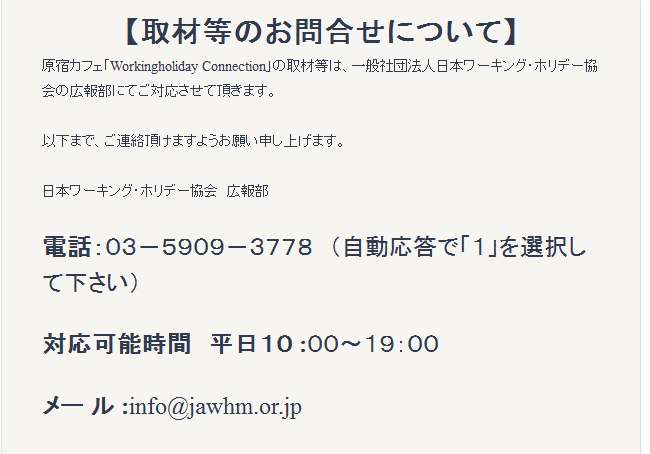 【取材等のお問合せについて】
原宿カフェ「Workingholiday Connection」の取材等は、一般社団法人日本ワーキング・ホリデー協
会の広報部にてご対応させて頂きます。
以下まで、ご連絡頂けますようお願い申し上げます。
日本ワーキング・ホリデー協会　広報部
電話：０３－５９０９－３７７８　（自動応答で「１」を選択し
て下さい）
対応可能時間　平日１０：００～１９：００
メール：info@jawhm.or.jp